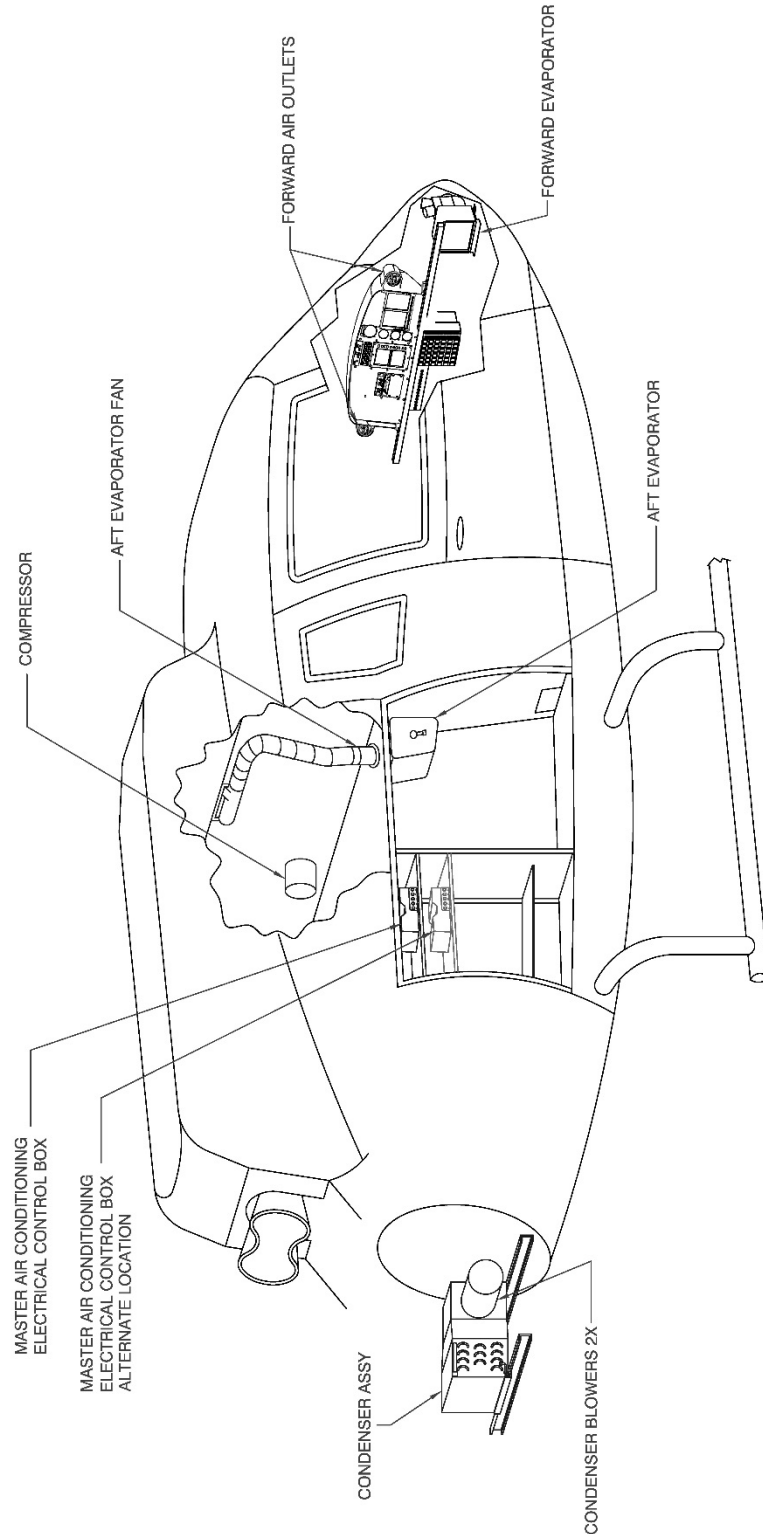 MASTER AIR CONDITIONING
ELECTRICAL CONTROL BOX
MASTER AIR CONDITIONING
ELECTRICAL CONTROL BOX
ALTERNATE LOCATION
COMPRESSOR
AFT EVAPORATOR FAN
FORWARD AIR OUTLETS
CONDENSER ASSY
CONDENSER BLOWERS 2X
AFT EVAPORATOR
FORWARD EVAPORATOR